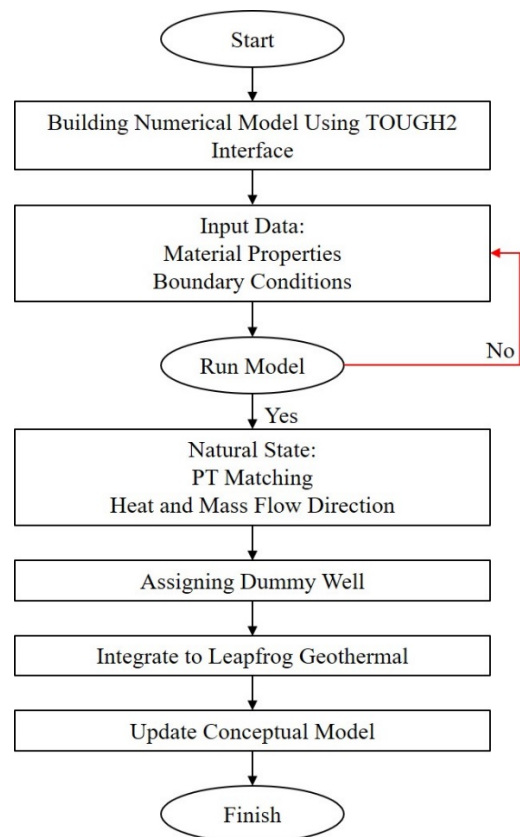 Start
Building Numerical Model Using TOUGH2
Interface
Input Data:
Material Properties
Boundary Conditions
No
Run Model
Yes
Natural State:
PT Matching
Heat and Mass Flow Direction
Assigning Dummy Well
Integrate to Leapfrog Geothermal
Update Conceptual Model
Finish